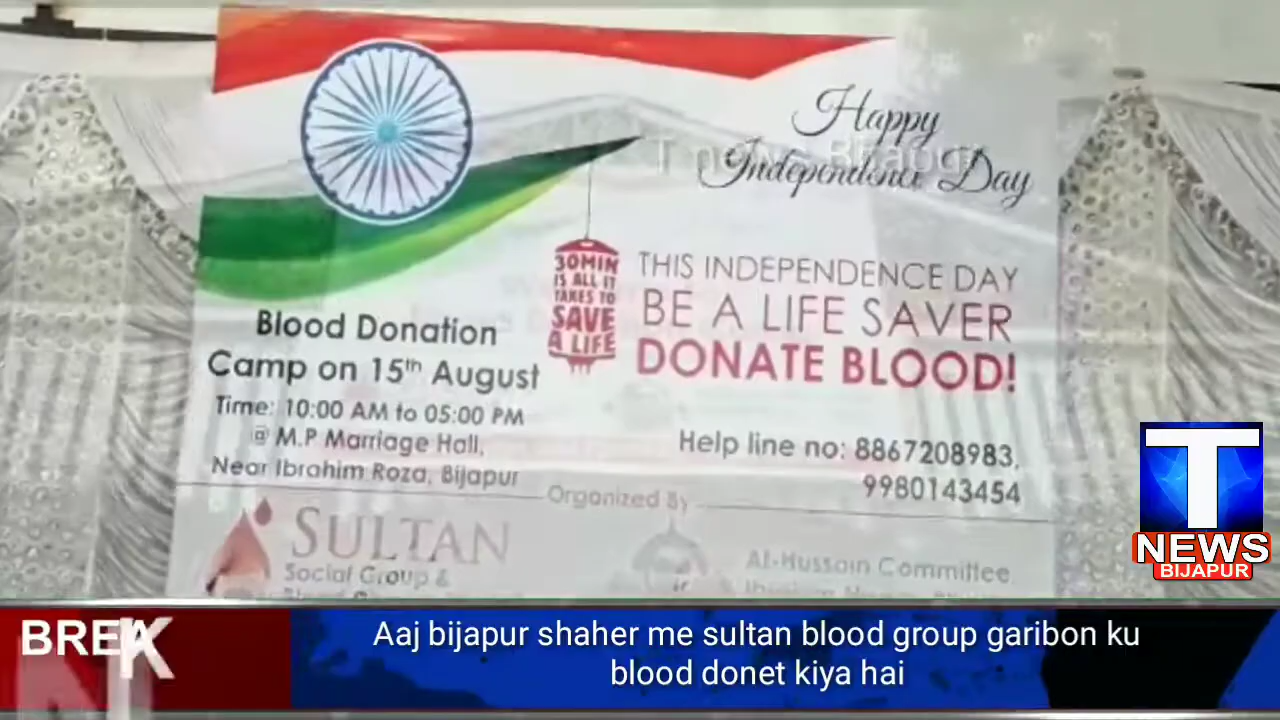 Happy
Independence Day
T news Bijapur
30MIN
IS ALL IT
TAKES TO
SAVE
A LIFE
THIS INDEPENDENCE DAY
BE A LIFE SAVER
DONATE BLOOD!
Blood Donation
Camp on 15th August
Time: 10:00 AM to 05:00 PM
@ M.P Marriage Hall,
Near Ibrahim Roza, Bijapur
Help line no: 8867208983,
9980143454
Organized By
SULTAN
Social Group &
Al-Hussain Committee
T
NEWS
BIJAPUR
BREAK
N
Aaj bijapur shaher me sultan blood group garibon ku
blood donet kiya hai